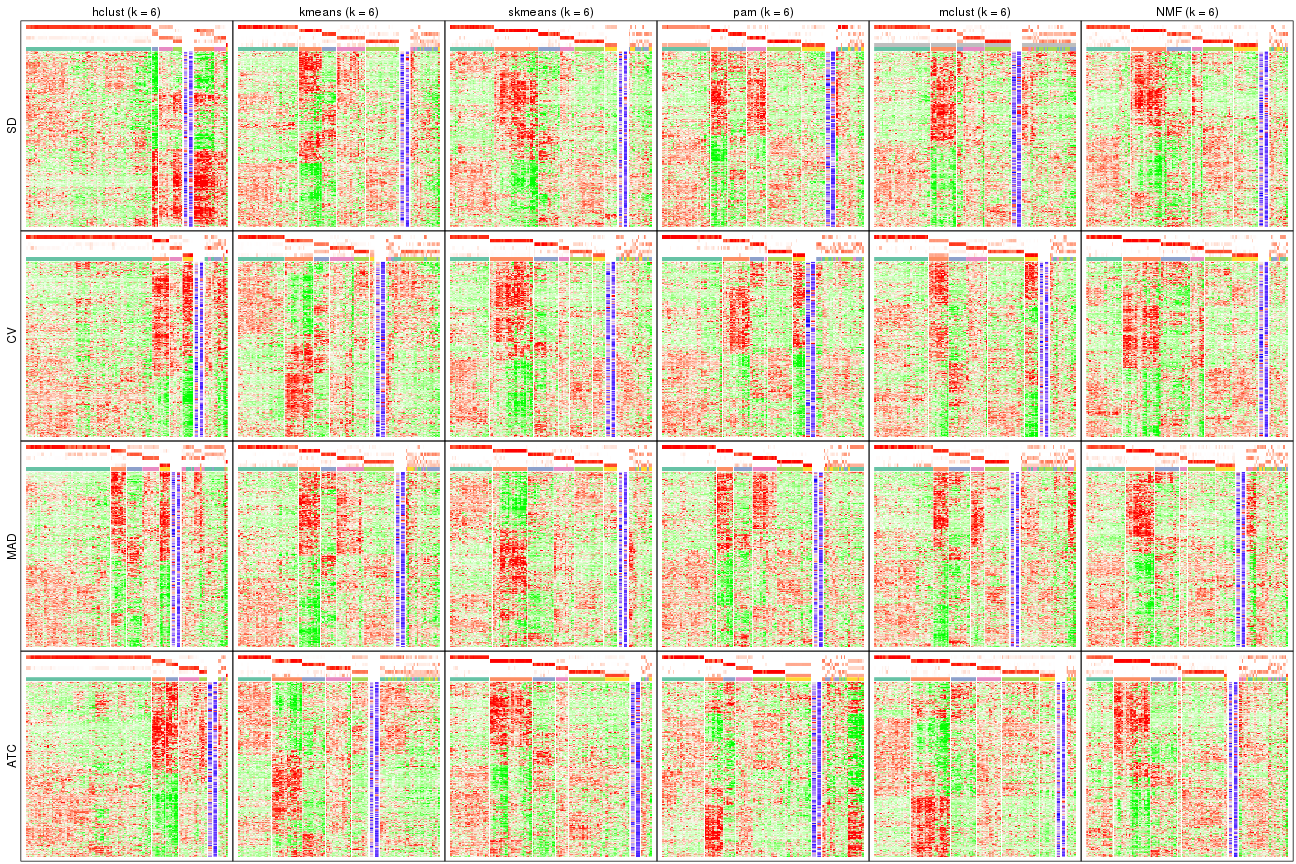 hclust (k = 6) kmeans (k = 6) skmeans (k = 6) pam (k = 6) mclust (k = 6) NMF (k = 6)
SD
CV
MAD
ATC